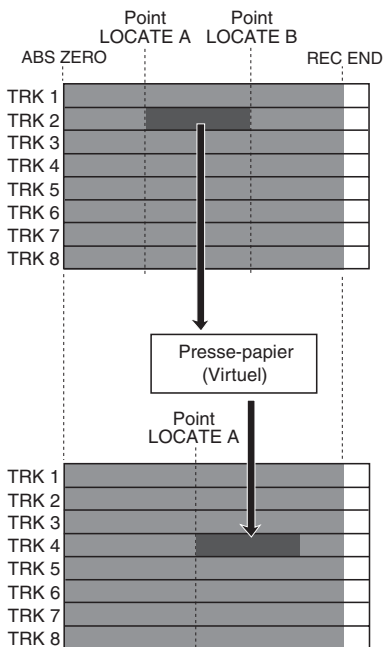 Point Point
LOCATE A LOCATE B
ABS ZERO REC END
TRK 1
TRK 2
TRK 3
TRK 4
TRK 5
TRK 6
TRK 7
TRK 8
Presse-papier
(Virtuel)
Point
LOCATE A
TRK 1
TRK 2
TRK 3
TRK 4
TRK 5
TRK 6
TRK 7
TRK 8